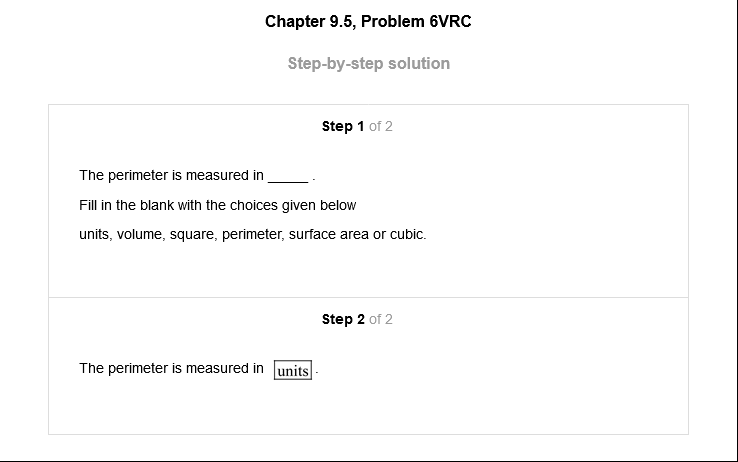 Chapter 9.5, Problem 6VRC
Step-by-step solution
Step 1 of 2
The perimeter is measured in _____ .
Fill in the blank with the choices given below
units, volume, square, perimeter, surface area or cubic.
Step 2 of 2
The perimeter is measured in units .